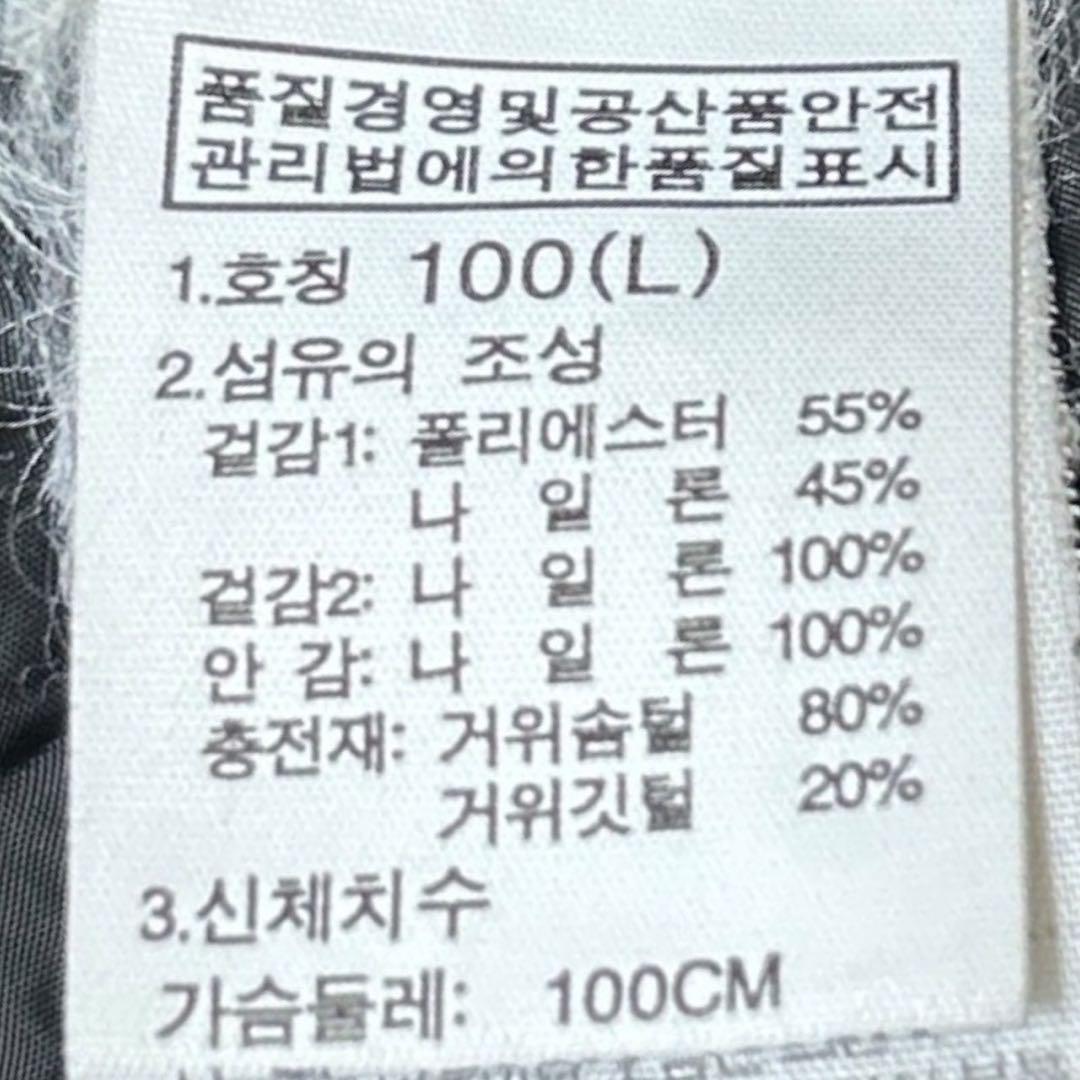 품질경영및공산품안전
관리법에의한품질표시
1.호칭 100(L)
2.섬유의 조성
겉감1: 폴리에스터 55%
나 일 론 45%
겉감2: 나 일 론 100%
안 감: 나 일 론 100%
충전재: 거위솜털 80%
거위깃털 20%
3.신체치수
가슴둘레: 100CM